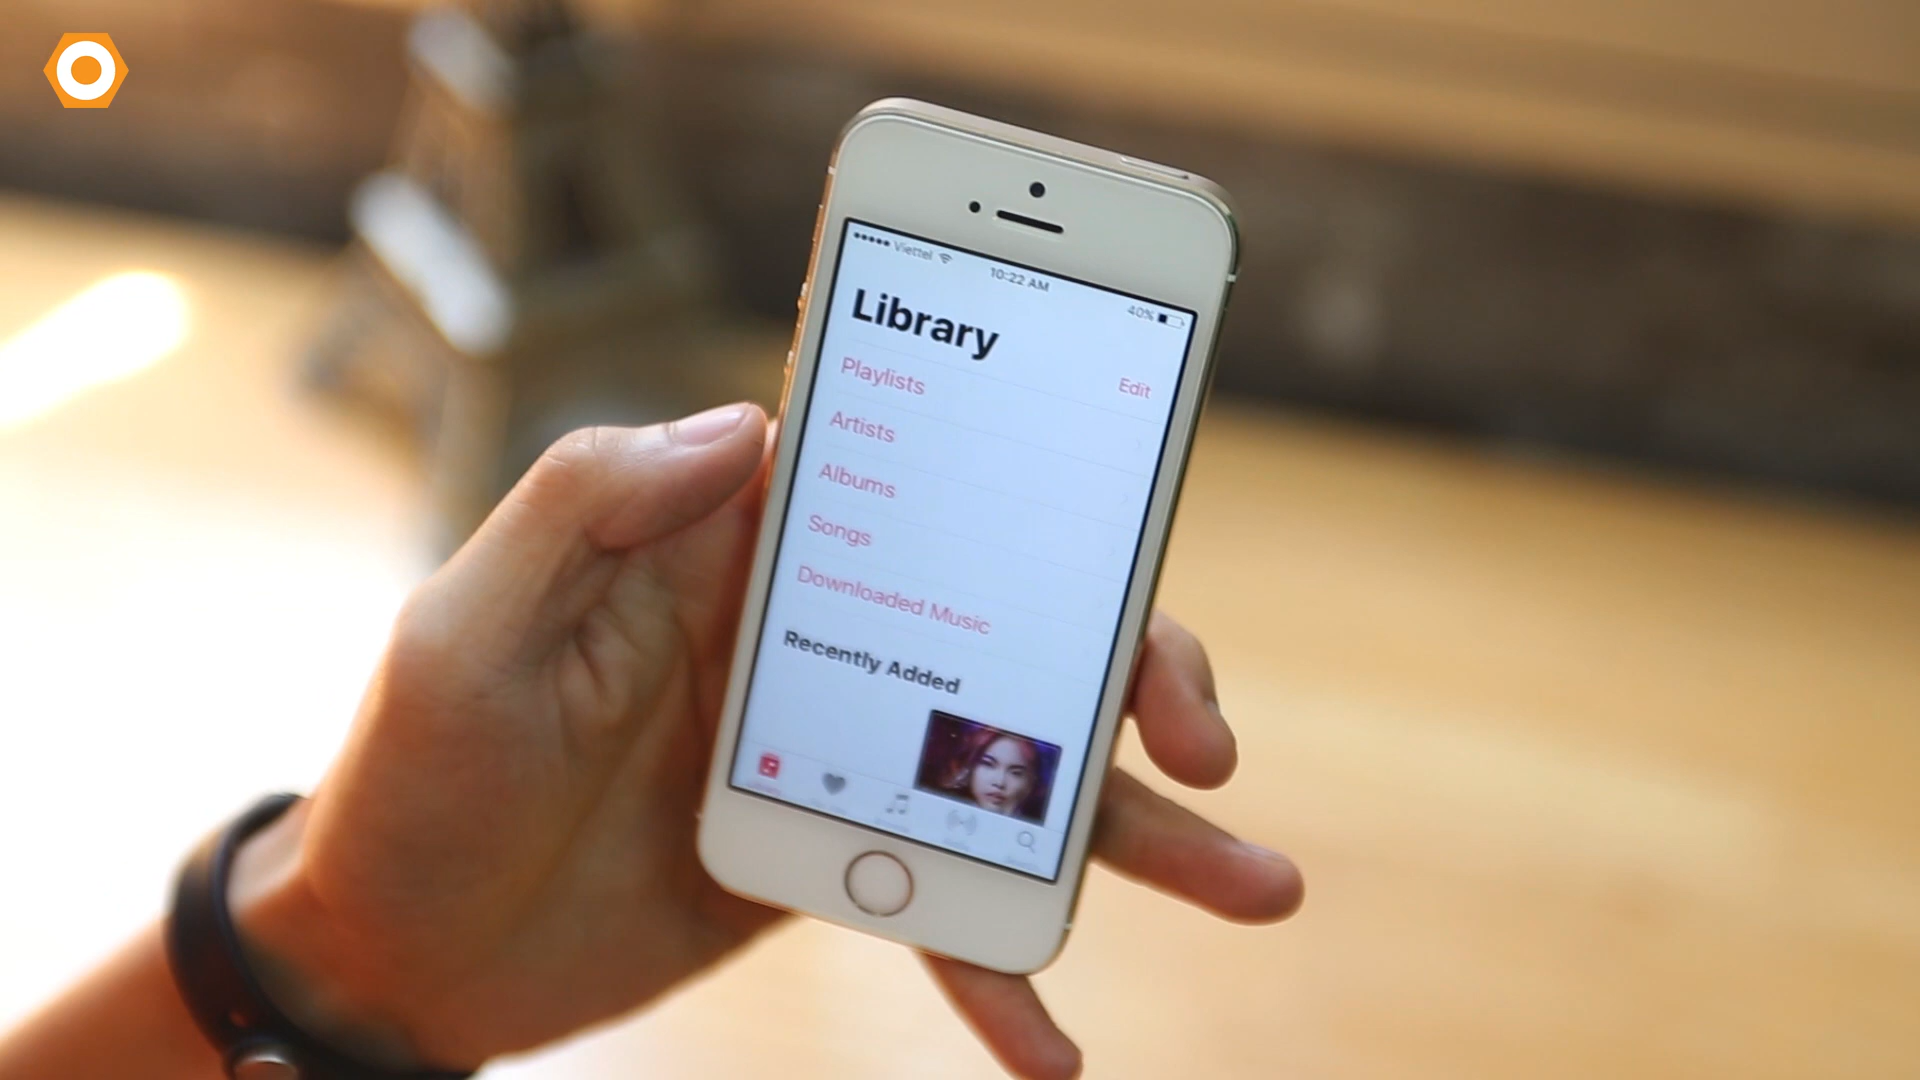 Viettel
10:22 AM
40%
Library
Edit
Playlists
Artists
Albums
Songs
Downloaded Music
Recently Added